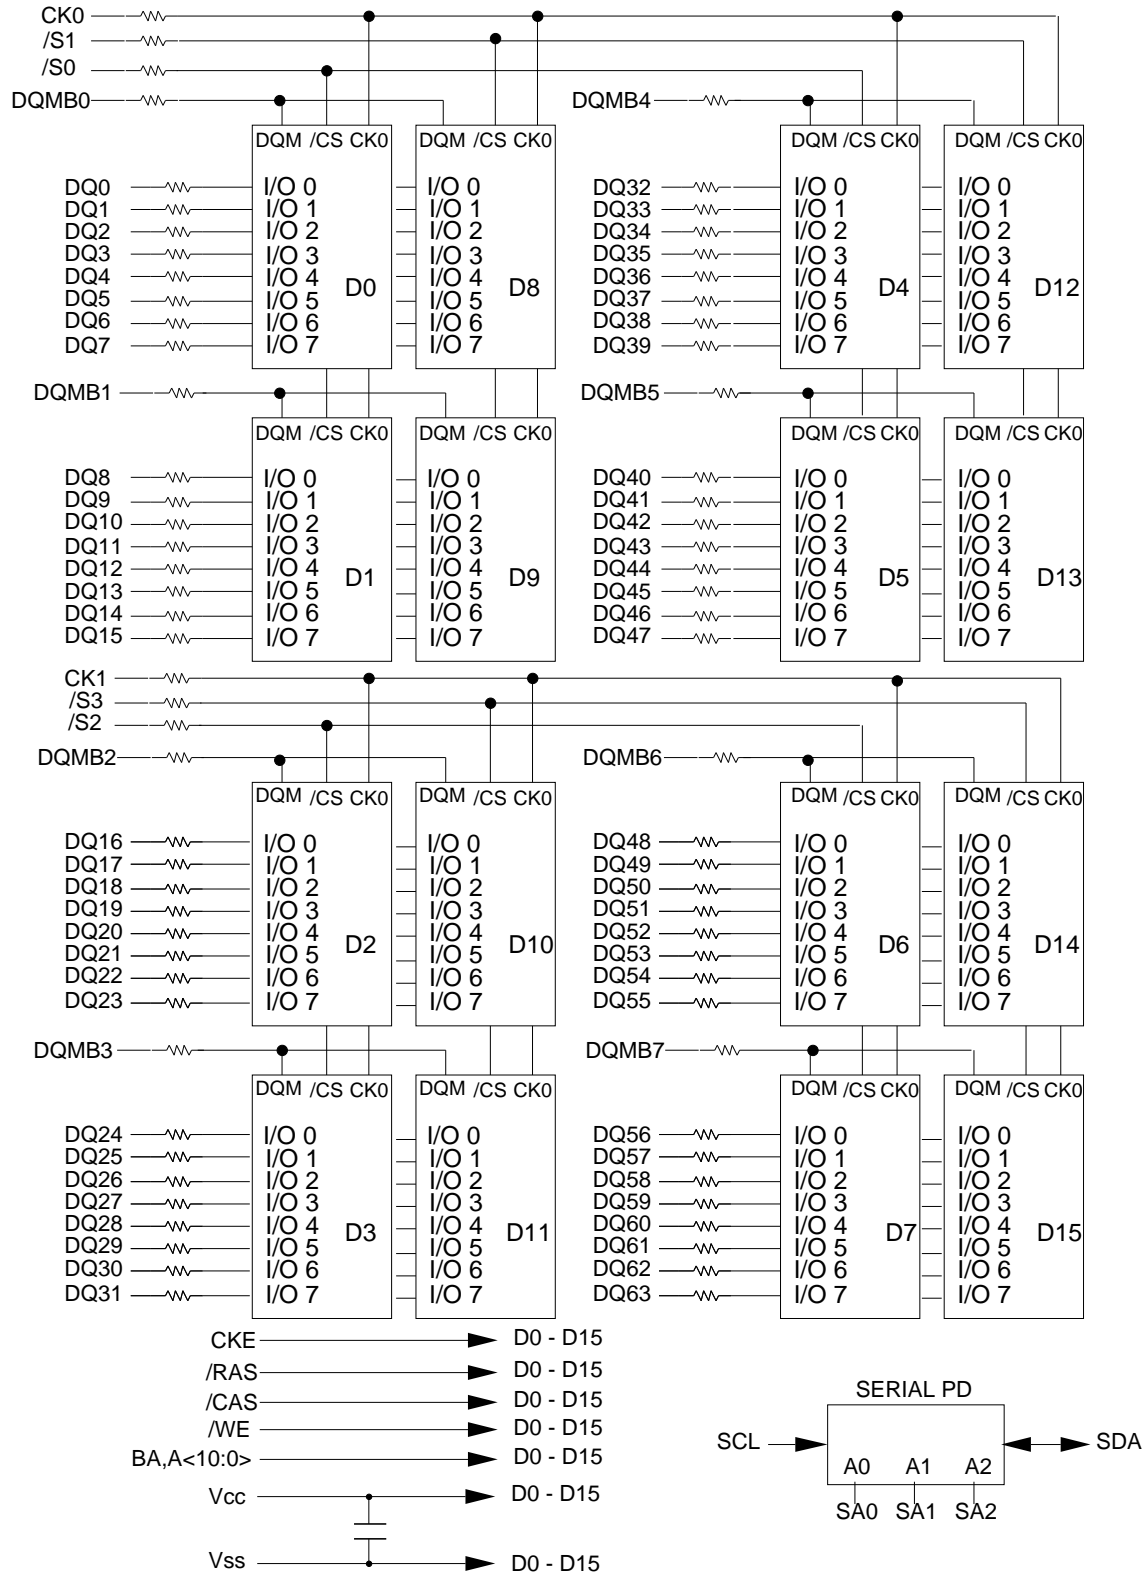 CK0
/S1
/S0
DQMB0 DQMB4
DQM /CS CK0 DQM /CS CK0 DQM /CS CK0 DQM /CS CK0
DQ0 I/O 0 I/O 0 DQ32 I/O 0 I/O 0
DQ1 I/O 1 I/O 1 DQ33 I/O 1 I/O 1
DQ2 I/O 2 I/O 2 DQ34 I/O 2 I/O 2
DQ3 I/O 3 I/O 3 DQ35 I/O 3 I/O 3
DQ4 I/O 4 D0 I/O 4 D8 DQ36 I/O 4 D4 I/O 4 D12
DQ5 I/O 5 I/O 5 DQ37 I/O 5 I/O 5
DQ6 I/O 6 I/O 6 DQ38 I/O 6 I/O 6
DQ7 I/O 7 I/O 7 DQ39 I/O 7 I/O 7
DQMB1 DQMB5
DQM /CS CK0 DQM /CS CK0 DQM /CS CK0 DQM /CS CK0
DQ8 I/O 0 I/O 0 DQ40 I/O 0 I/O 0
DQ9 I/O 1 I/O 1 DQ41 I/O 1 I/O 1
DQ10 I/O 2 I/O 2 DQ42 I/O 2 I/O 2
DQ11 I/O 3 I/O 3 DQ43 I/O 3 I/O 3
DQ12 I/O 4 D1 I/O 4 D9 DQ44 I/O 4 D5 I/O 4 D13
DQ13 I/O 5 I/O 5 DQ45 I/O 5 I/O 5
DQ14 I/O 6 I/O 6 DQ46 I/O 6 I/O 6
DQ15 I/O 7 I/O 7 DQ47 I/O 7 I/O 7
CK1
/S3
/S2
DQMB2 DQMB6
DQM /CS CK0 DQM /CS CK0 DQM /CS CK0 DQM /CS CK0
DQ16 I/O 0 I/O 0 DQ48 I/O 0 I/O 0
DQ17 I/O 1 I/O 1 DQ49 I/O 1 I/O 1
DQ18 I/O 2 I/O 2 DQ50 I/O 2 I/O 2
DQ19 I/O 3 I/O 3 DQ51 I/O 3 I/O 3
DQ20 I/O 4 D2 I/O 4 D10 DQ52 I/O 4 D6 I/O 4 D14
DQ21 I/O 5 I/O 5 DQ53 I/O 5 I/O 5
DQ22 I/O 6 I/O 6 DQ54 I/O 6 I/O 6
DQ23 I/O 7 I/O 7 DQ55 I/O 7 I/O 7
DQMB3 DQMB7
DQM /CS CK0 DQM /CS CK0 DQM /CS CK0 DQM /CS CK0
DQ24 I/O 0 I/O 0 DQ56 I/O 0 I/O 0
DQ25 I/O 1 I/O 1 DQ57 I/O 1 I/O 1
DQ26 I/O 2 I/O 2 DQ58 I/O 2 I/O 2
DQ27 I/O 3 I/O 3 DQ59 I/O 3 I/O 3
DQ28 I/O 4 D3 I/O 4 D11 DQ60 I/O 4 D7 I/O 4 D15
DQ29 I/O 5 I/O 5 DQ61 I/O 5 I/O 5
DQ30 I/O 6 I/O 6 DQ62 I/O 6 I/O 6
DQ31 I/O 7 I/O 7 DQ63 I/O 7 I/O 7
CKE D0 - D15
/RAS D0 - D15
/CAS D0 - D15
/WE D0 - D15
BA,A<10:0> D0 - D15
Vcc D0 - D15
Vss D0 - D15
SERIAL PD
SCL SDA
A0 A1 A2
SA0 SA1 SA2